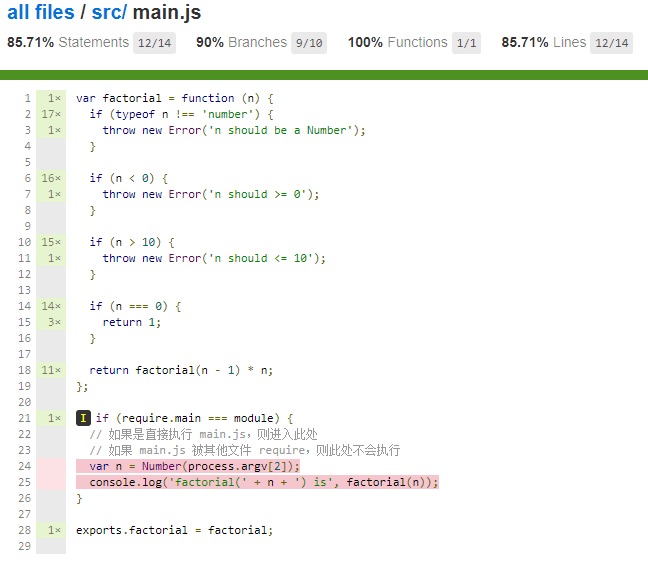 all files / src/ main.js
85.71% Statements 12/14 90% Branches 9/10 100% Functions 1/1 85.71% Lines 12/14
1 1× var factorial = function (n) {
2 17× if (typeof n !== 'number') {
3 1× throw new Error('n should be a Number');
4 }
5
6 16× if (n < 0) {
7 1× throw new Error('n should >= 0');
8 }
9
10 15× if (n > 10) {
11 1× throw new Error('n should <= 10');
12 }
13
14 14× if (n === 0) {
15 3× return 1;
16 }
17
18 11× return factorial(n - 1) * n;
19 };
20
21 1× I if (require.main === module) {
22 // 如果是直接执行 main.js，则进入此处
23 // 如果 main.js 被其他文件 require，则此处不会执行
24 var n = Number(process.argv[2]);
25 console.log('factorial(' + n + ') is', factorial(n));
26 }
27
28 1× exports.factorial = factorial;
29